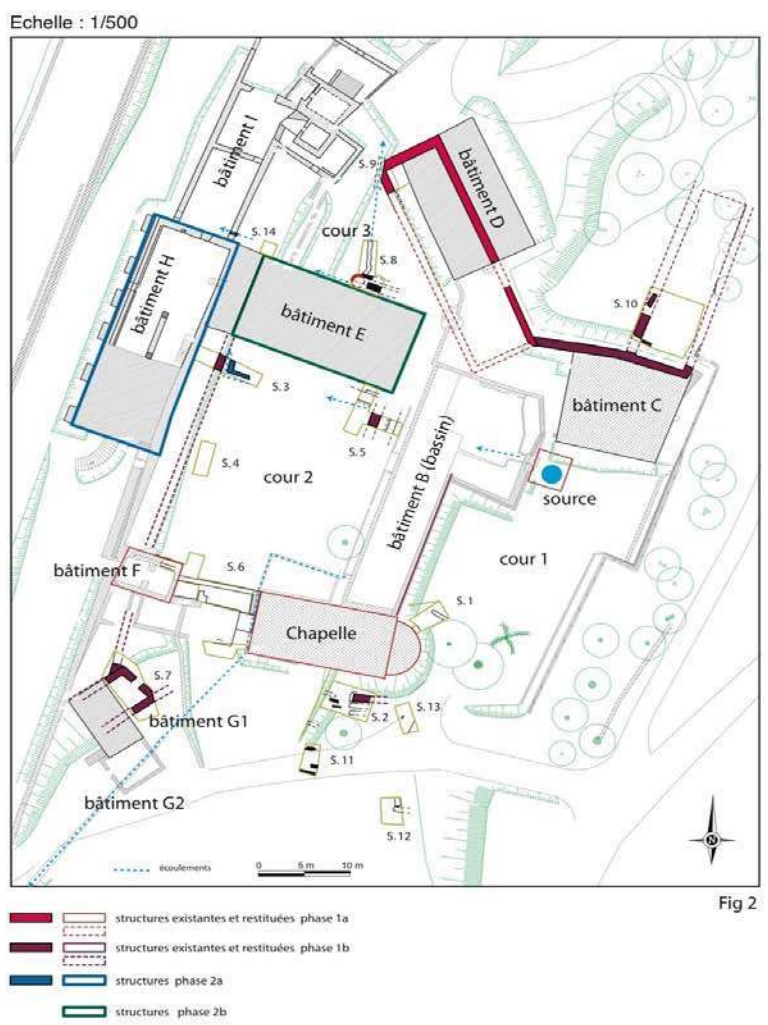 Echelle : 1/500
bâtiment I
S.9
bâtiment D
S.14
cour 3
S.8
bâtiment H
bâtiment E
S.10
S.3
bâtiment C
S.5
S.4
cour 2
bâtiment B (bassin)
source
bâtiment F
S.6
cour 1
S.1
Chapelle
S.7
S.2
S.13
bâtiment G1
S.11
bâtiment G2
S.12
N
écoulements
0 5 m 10 m
Fig 2
structures existantes et restituées phase 1a
structures existantes et restituées phase 1b
structures phase 2a
structures phase 2b